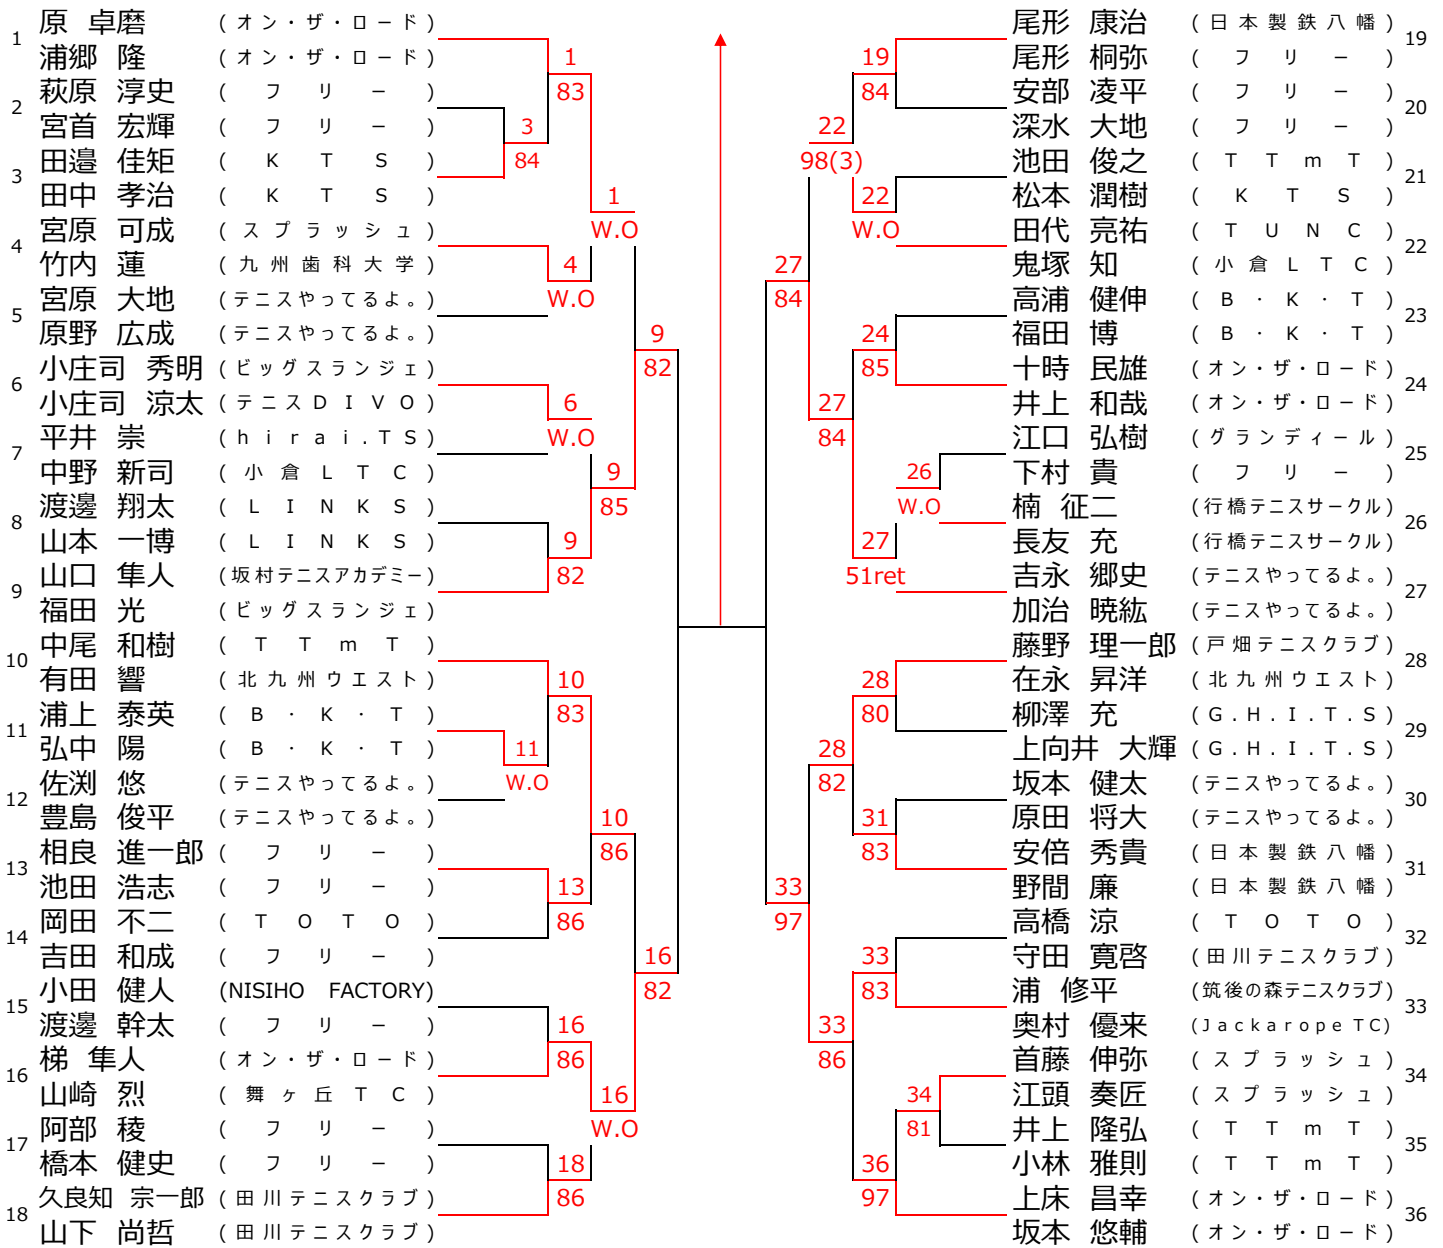 1 原 卓磨 (オン・ザ・ロード)
浦郷 隆 (オン・ザ・ロード)
2 萩原 淳史 (フリー)
宮首 宏輝 (フリー)
3 田邉 佳矩 (KTS)
田中 孝治 (KTS)
4 宮原 可成 (スプラッシュ)
竹内 蓮 (九州歯科大学)
5 宮原 大地 (テニスやってるよ。)
原野 広成 (テニスやってるよ。)
6 小庄司 秀明 (ビッグスランジェ)
小庄司 涼太 (テニスDIVO)
7 平井 崇 (hirai.TS)
中野 新司 (小倉LTC)
8 渡邊 翔太 (LINKS)
山本 一博 (LINKS)
9 山口 隼人 (坂村テニスアカデミー)
福田 光 (ビッグスランジェ)
10 中尾 和樹 (TTmT)
有田 響 (北九州ウエスト)
11 浦上 泰英 (B・K・T)
弘中 陽 (B・K・T)
12 佐渕 悠 (テニスやってるよ。)
豊島 俊平 (テニスやってるよ。)
13 相良 進一郎 (フリー)
池田 浩志 (フリー)
14 岡田 不二 (TOTO)
吉田 和成 (フリー)
15 小田 健人 (NISIHO FACTORY)
渡邊 幹太 (フリー)
16 梯 隼人 (オン・ザ・ロード)
山崎 烈 (舞ヶ丘TC)
17 阿部 稜 (フリー)
橋本 健史 (フリー)
18 久良知 宗一郎 (田川テニスクラブ)
山下 尚哲 (田川テニスクラブ)
3
84
11
W.O
1
83
4
W.O
6
W.O
9
82
10
83
13
86
16
86
18
86
1
W.O
9
85
10
86
16
W.O
9
82
16
82
27
84
33
97
22
98(3)
27
84
28
82
33
86
19
84
22
W.O
24
85
27
51ret
28
80
31
83
33
83
36
97
26
W.O
34
81
尾形 康治 (日本製鉄八幡) 19
尾形 桐弥 (フリー)
安部 凌平 (フリー) 20
深水 大地 (フリー)
池田 俊之 (TTmT) 21
松本 潤樹 (KTS)
田代 亮祐 (TUNC) 22
鬼塚 知 (小倉LTC)
高浦 健伸 (B・K・T) 23
福田 博 (B・K・T)
十時 民雄 (オン・ザ・ロード) 24
井上 和哉 (オン・ザ・ロード)
江口 弘樹 (グランディール) 25
下村 貴 (フリー)
楠 征二 (行橋テニスサークル) 26
長友 充 (行橋テニスサークル)
吉永 郷史 (テニスやってるよ。) 27
加治 暁紘 (テニスやってるよ。)
藤野 理一郎 (戸畑テニスクラブ) 28
在永 昇洋 (北九州ウエスト)
柳澤 充 (G.H.I.T.S) 29
上向井 大輝 (G.H.I.T.S)
坂本 健太 (テニスやってるよ。) 30
原田 将大 (テニスやってるよ。)
安倍 秀貴 (日本製鉄八幡) 31
野間 廉 (日本製鉄八幡)
高橋 涼 (TOTO) 32
守田 寛啓 (田川テニスクラブ)
浦 修平 (筑後の森テニスクラブ) 33
奥村 優来 (Jackarope TC)
首藤 伸弥 (スプラッシュ) 34
江頭 奏匠 (スプラッシュ)
井上 隆弘 (TTmT) 35
小林 雅則 (TTmT)
上床 昌幸 (オン・ザ・ロード) 36
坂本 悠輔 (オン・ザ・ロード)